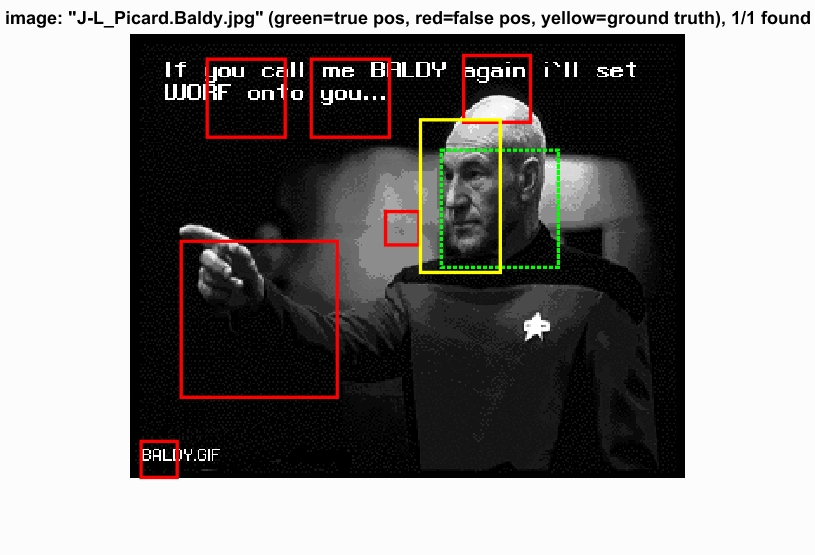 image: "J-L_Picard.Baldy.jpg" (green=true pos, red=false pos, yellow=ground truth), 1/1 found
If you call me BALDY again i`ll set
WORF onto you...
BALDY.GIF